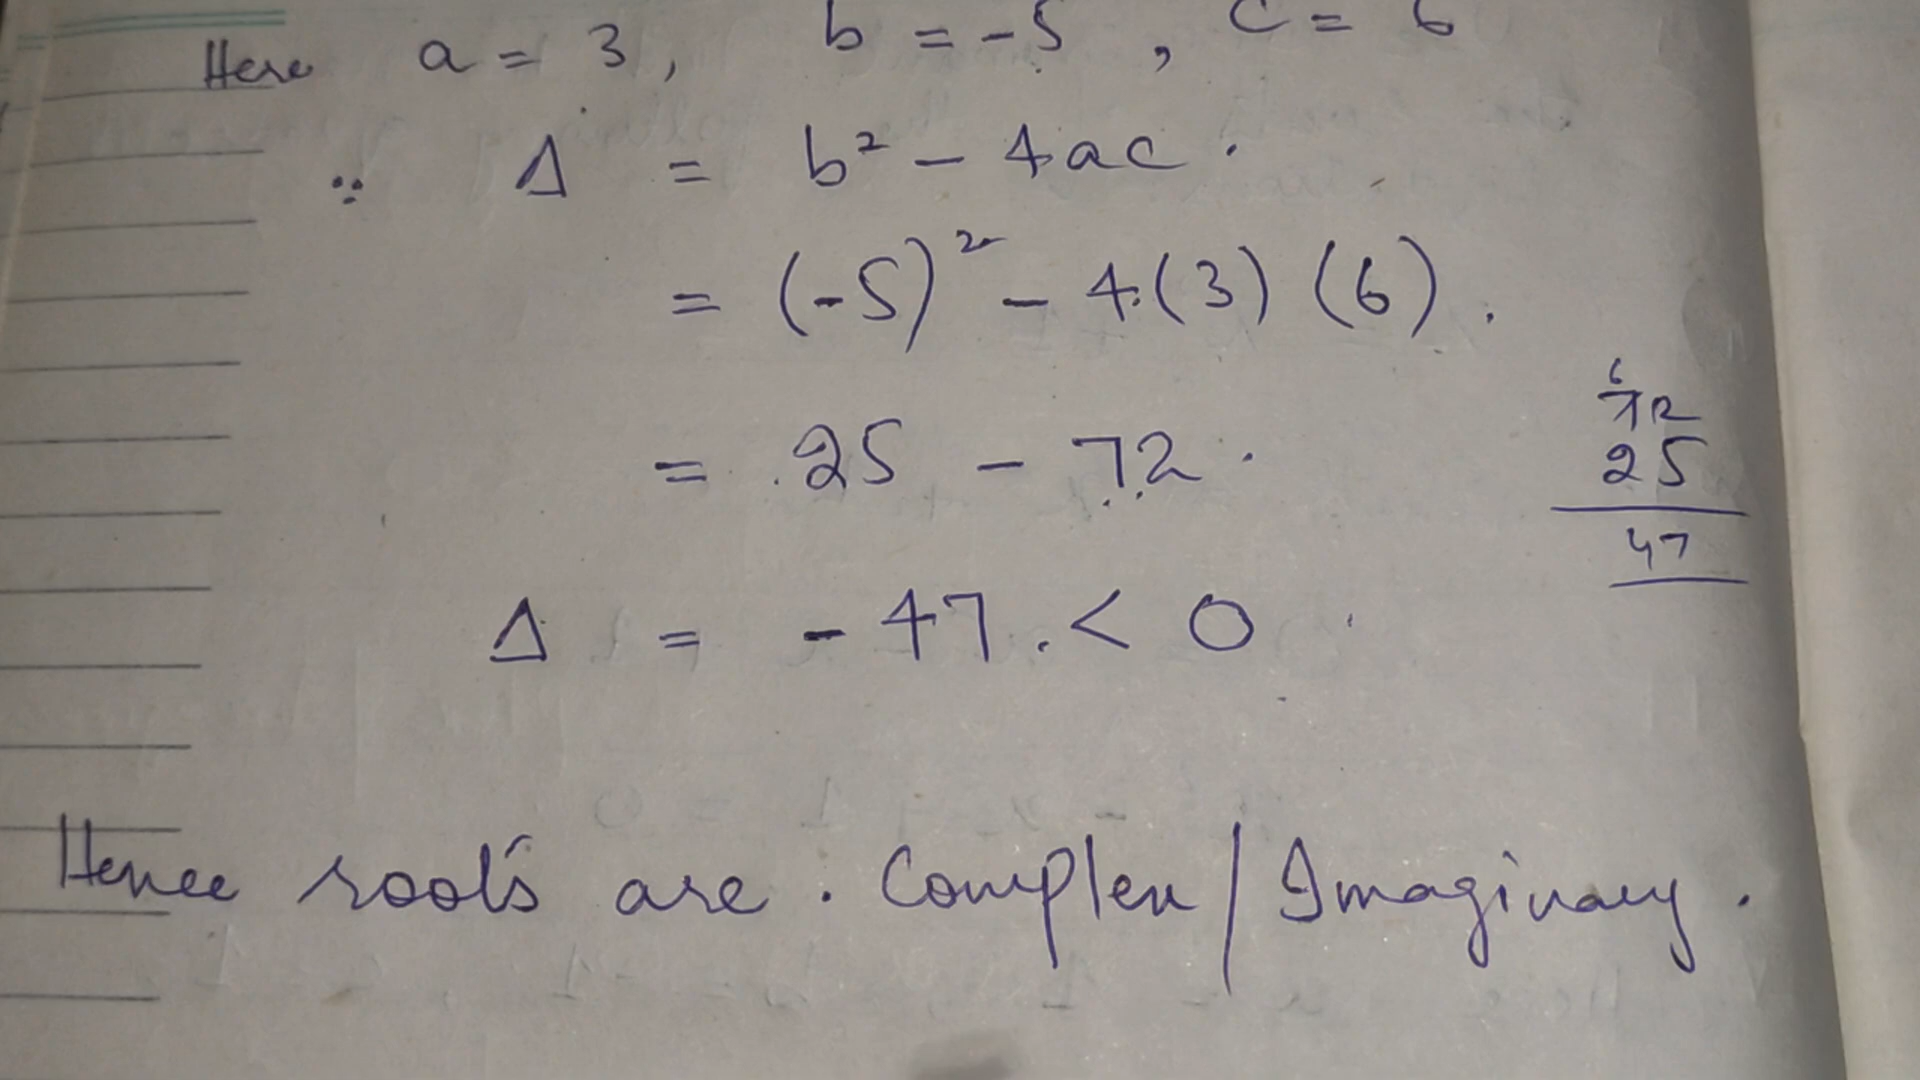 Here a = 3, b = -5, c = 6
∵ Δ = b² - 4ac.
= (-5)² - 4.(3) (6).
= 25 - 72.
6
72
25
47
Δ = - 47 . < 0
Hence roots are. Complex / Imaginary.